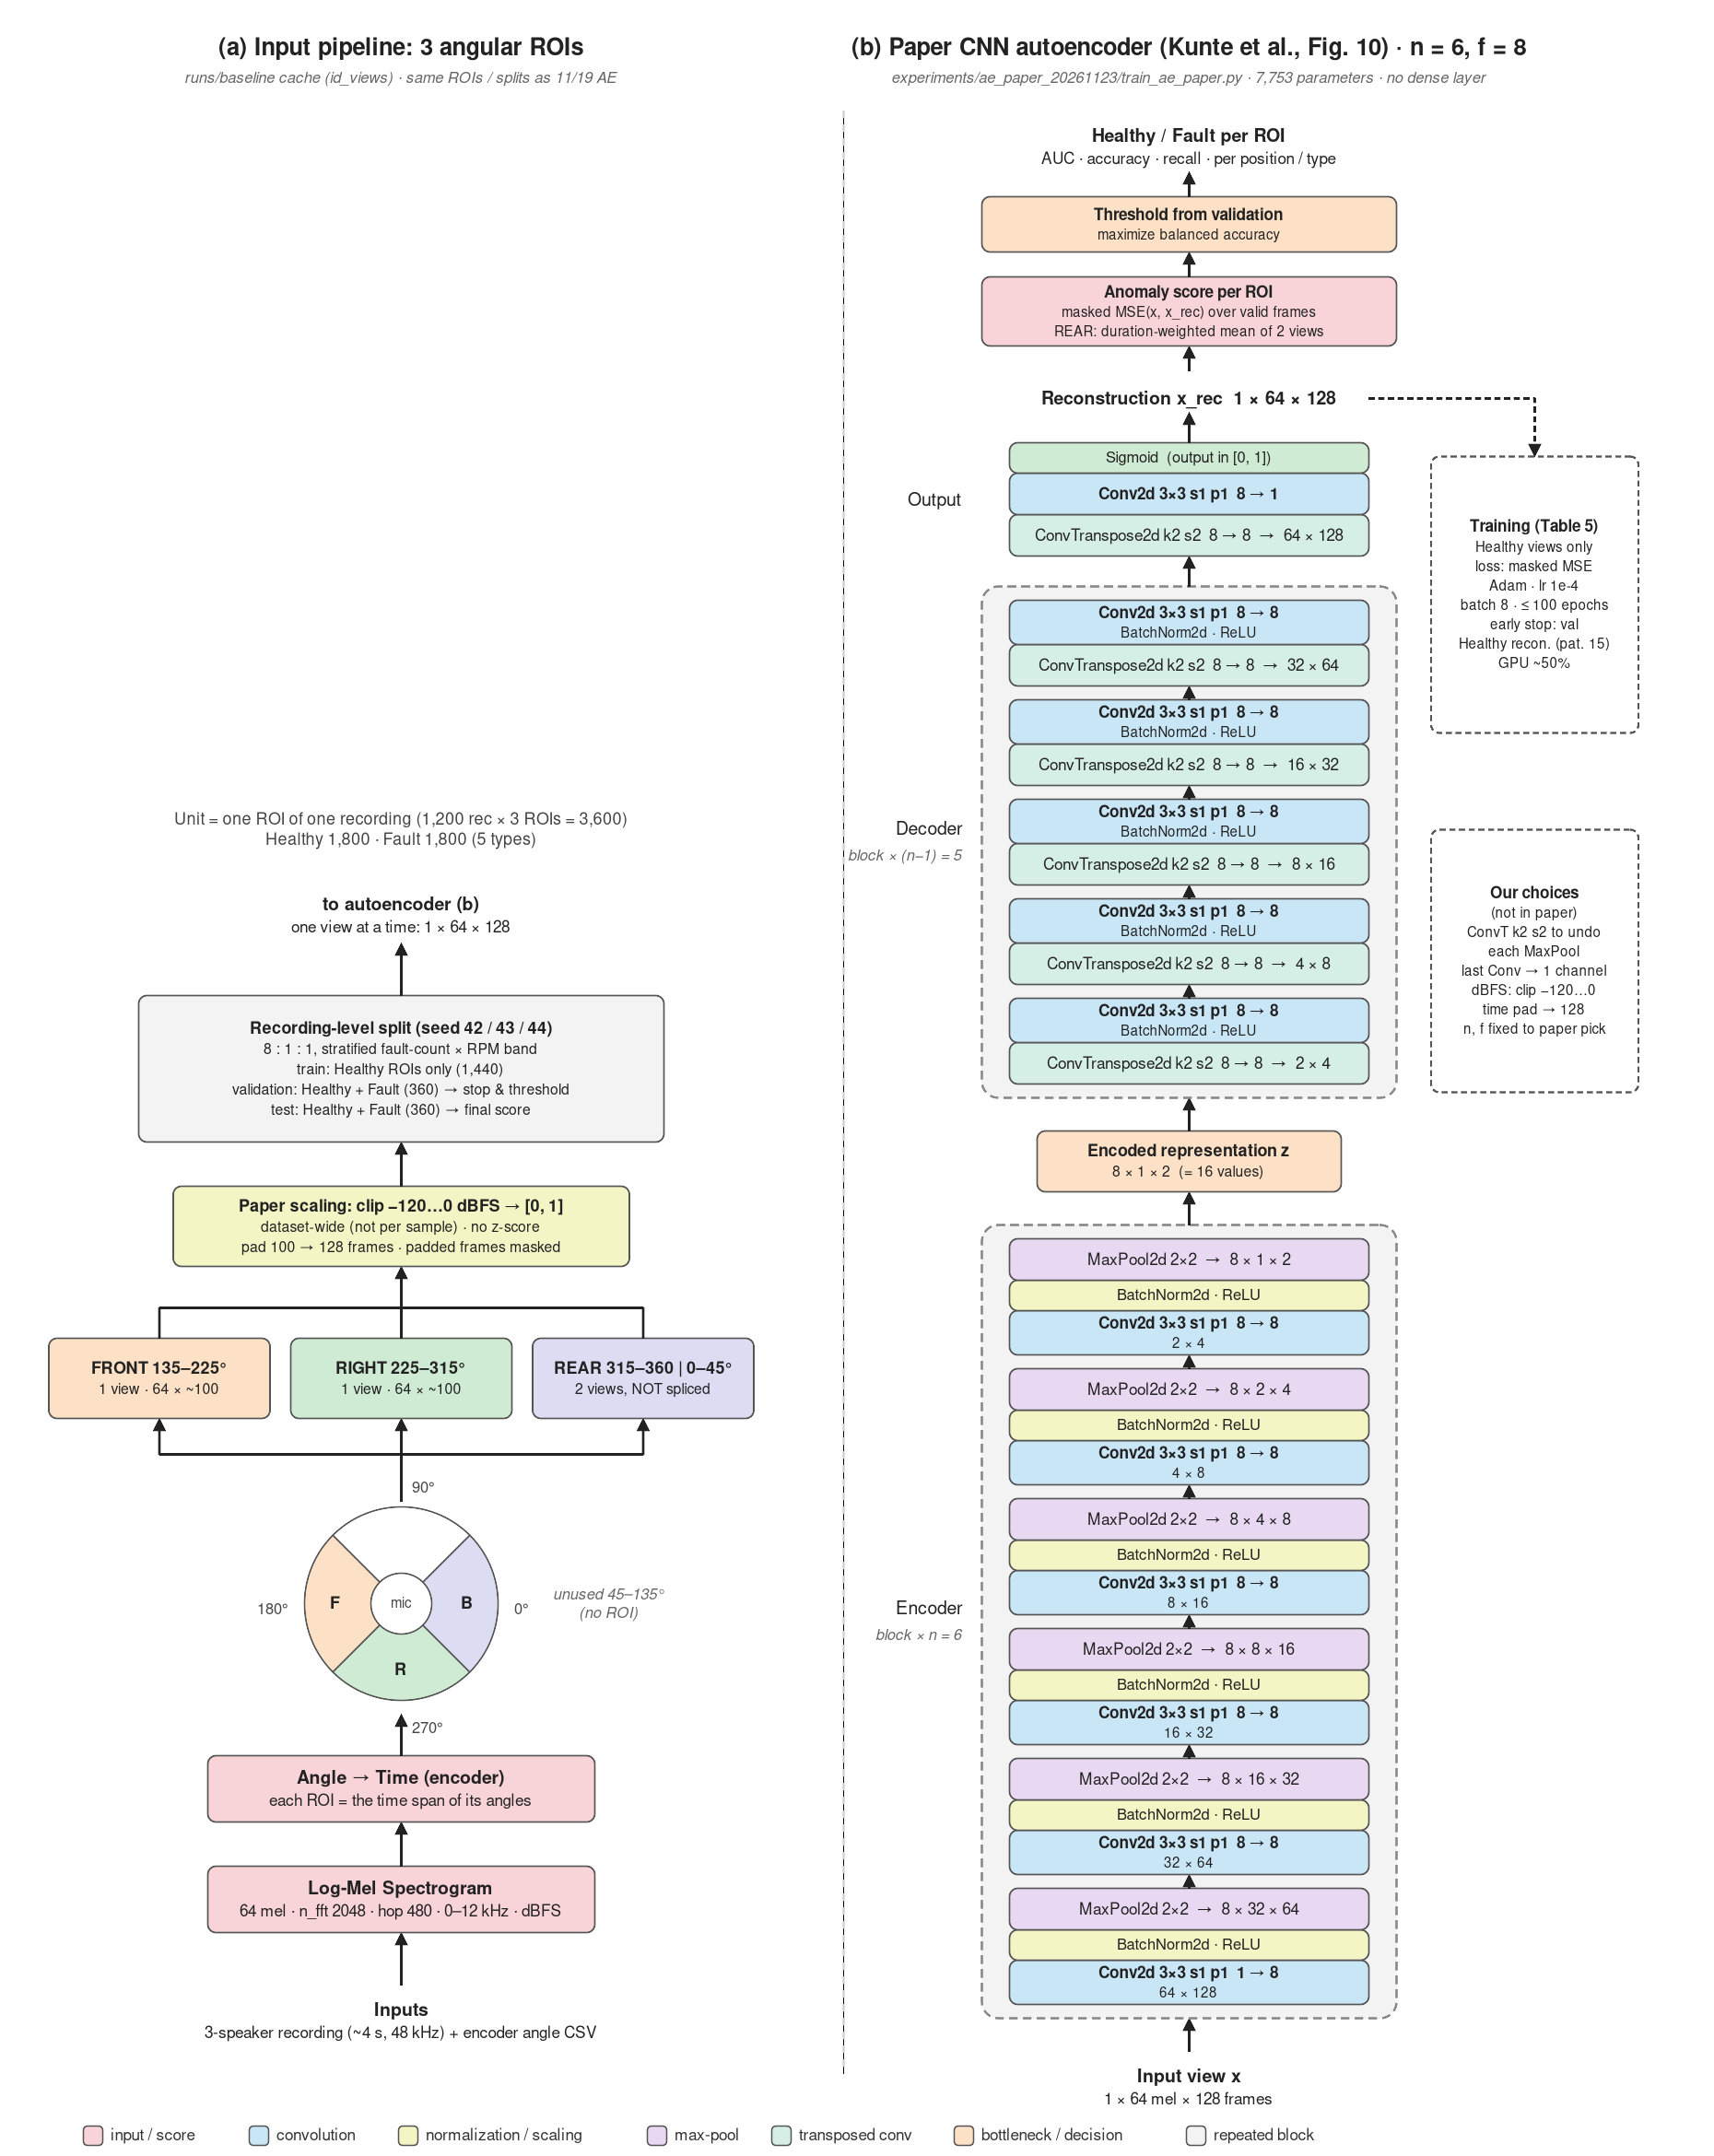 (a) Input pipeline: 3 angular ROIs
runs/baseline cache (id_views) · same ROIs / splits as 11/19 AE
Unit = one ROI of one recording (1,200 rec × 3 ROIs = 3,600)
Healthy 1,800 · Fault 1,800 (5 types)
to autoencoder (b)
one view at a time: 1 × 64 × 128
Recording-level split (seed 42 / 43 / 44)
8 : 1 : 1, stratified fault-count × RPM band
train: Healthy ROIs only (1,440)
validation: Healthy + Fault (360) → stop & threshold
test: Healthy + Fault (360) → final score
Paper scaling: clip −120…0 dBFS → [0, 1]
dataset-wide (not per sample) · no z-score
pad 100 → 128 frames · padded frames masked
FRONT 135–225°
1 view · 64 × ~100
RIGHT 225–315°
1 view · 64 × ~100
REAR 315–360 | 0–45°
2 views, NOT spliced
90°
F
mic
B
R
180°
0°
unused 45–135°
(no ROI)
270°
Angle → Time (encoder)
each ROI = the time span of its angles
Log-Mel Spectrogram
64 mel · n_fft 2048 · hop 480 · 0–12 kHz · dBFS
Inputs
3-speaker recording (~4 s, 48 kHz) + encoder angle CSV
(b) Paper CNN autoencoder (Kunte et al., Fig. 10) · n = 6, f = 8
experiments/ae_paper_20261123/train_ae_paper.py · 7,753 parameters · no dense layer
Healthy / Fault per ROI
AUC · accuracy · recall · per position / type
Threshold from validation
maximize balanced accuracy
Anomaly score per ROI
masked MSE(x, x_rec) over valid frames
REAR: duration-weighted mean of 2 views
Reconstruction x_rec 1 × 64 × 128
Output
Sigmoid (output in [0, 1])
Conv2d 3×3 s1 p1 8 → 1
ConvTranspose2d k2 s2 8 → 8 → 64 × 128
Decoder
block × (n−1) = 5
Conv2d 3×3 s1 p1 8 → 8
BatchNorm2d · ReLU
ConvTranspose2d k2 s2 8 → 8 → 32 × 64
Conv2d 3×3 s1 p1 8 → 8
BatchNorm2d · ReLU
ConvTranspose2d k2 s2 8 → 8 → 16 × 32
Conv2d 3×3 s1 p1 8 → 8
BatchNorm2d · ReLU
ConvTranspose2d k2 s2 8 → 8 → 8 × 16
Conv2d 3×3 s1 p1 8 → 8
BatchNorm2d · ReLU
ConvTranspose2d k2 s2 8 → 8 → 4 × 8
Conv2d 3×3 s1 p1 8 → 8
BatchNorm2d · ReLU
ConvTranspose2d k2 s2 8 → 8 → 2 × 4
Encoded representation z
8 × 1 × 2 (= 16 values)
Encoder
block × n = 6
MaxPool2d 2×2 → 8 × 1 × 2
BatchNorm2d · ReLU
Conv2d 3×3 s1 p1 8 → 8
2 × 4
MaxPool2d 2×2 → 8 × 2 × 4
BatchNorm2d · ReLU
Conv2d 3×3 s1 p1 8 → 8
4 × 8
MaxPool2d 2×2 → 8 × 4 × 8
BatchNorm2d · ReLU
Conv2d 3×3 s1 p1 8 → 8
8 × 16
MaxPool2d 2×2 → 8 × 8 × 16
BatchNorm2d · ReLU
Conv2d 3×3 s1 p1 8 → 8
16 × 32
MaxPool2d 2×2 → 8 × 16 × 32
BatchNorm2d · ReLU
Conv2d 3×3 s1 p1 8 → 8
32 × 64
MaxPool2d 2×2 → 8 × 32 × 64
BatchNorm2d · ReLU
Conv2d 3×3 s1 p1 1 → 8
64 × 128
Input view x
1 × 64 mel × 128 frames
Training (Table 5)
Healthy views only
loss: masked MSE
Adam · lr 1e-4
batch 8 · ≤ 100 epochs
early stop: val
Healthy recon. (pat. 15)
GPU ~50%
Our choices
(not in paper)
ConvT k2 s2 to undo
each MaxPool
last Conv → 1 channel
dBFS: clip −120…0
time pad → 128
n, f fixed to paper pick
input / score
convolution
normalization / scaling
max-pool
transposed conv
bottleneck / decision
repeated block